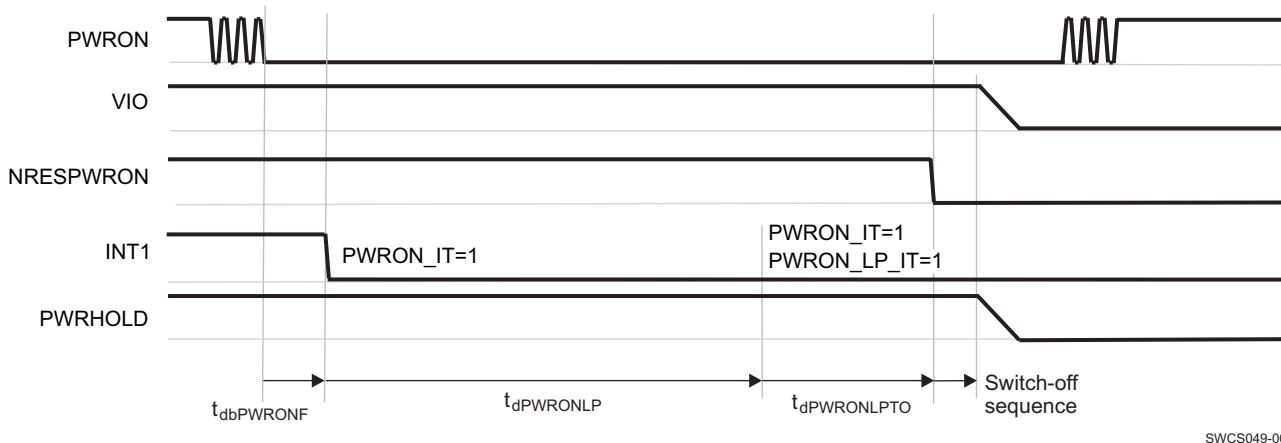 PWRON
VIO
NRESPWRON
INT1
PWRON_IT=1
PWRON_IT=1
PWRON_LP_IT=1
PWRHOLD
tdbPWRONF
tdPWRONLP
tdPWRONLPTO
Switch-off
sequence